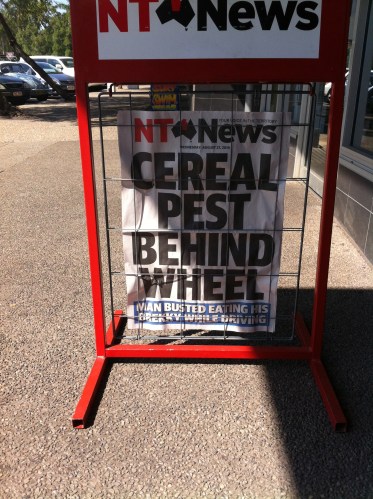 NT News
NT News
CEREAL
PEST
BEHIND
WHEEL
MAN BUSTED EATING HIS
BREKKY WHILE DRIVING